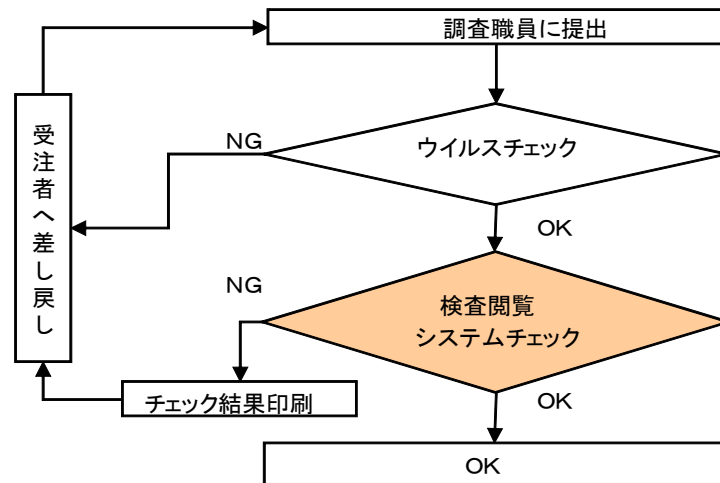 調査職員に提出
受注者へ差し戻し
NG
ウイルスチェック
OK
NG
検査閲覧
システムチェック
チェック結果印刷
OK
OK